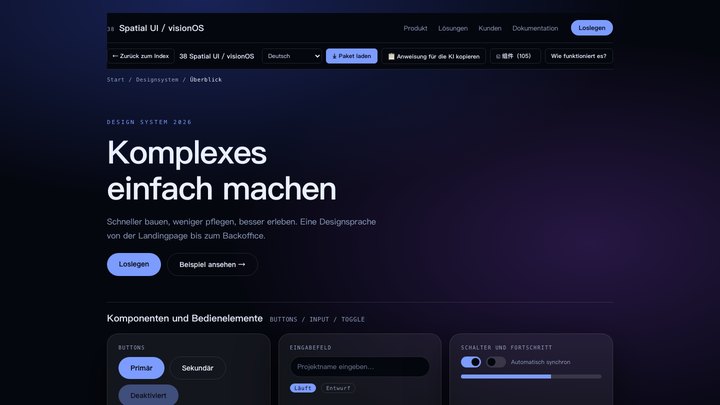 38 Spatial UI / visionOS
Produkt Lösungen Kunden Dokumentation Loslegen
← Zurück zum Index 38 Spatial UI / visionOS Deutsch Paket laden Anweisung für die KI kopieren 组件 (105) Wie funktioniert es?
Start / Designsystem / Überblick
DESIGN SYSTEM 2026
Komplexes
einfach machen
Schneller bauen, weniger pflegen, besser erleben. Eine Designsprache
von der Landingpage bis zum Backoffice.
Loslegen Beispiel ansehen →
Komponenten und Bedienelemente BUTTONS / INPUT / TOGGLE
BUTTONS
Primär Sekundär
Deaktiviert
EINGABEFELD
Projektname eingeben...
Läuft Entwurf
SCHALTER UND FORTSCHRITT
Automatisch synchron